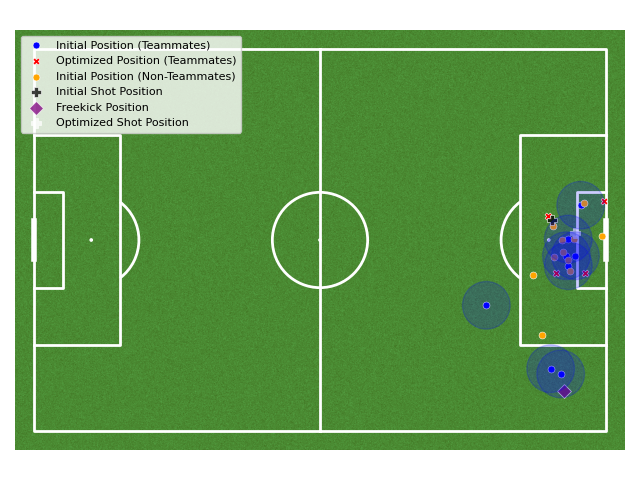 Initial Position (Teammates)
Optimized Position (Teammates)
Initial Position (Non-Teammates)
Initial Shot Position
Freekick Position
Optimized Shot Position